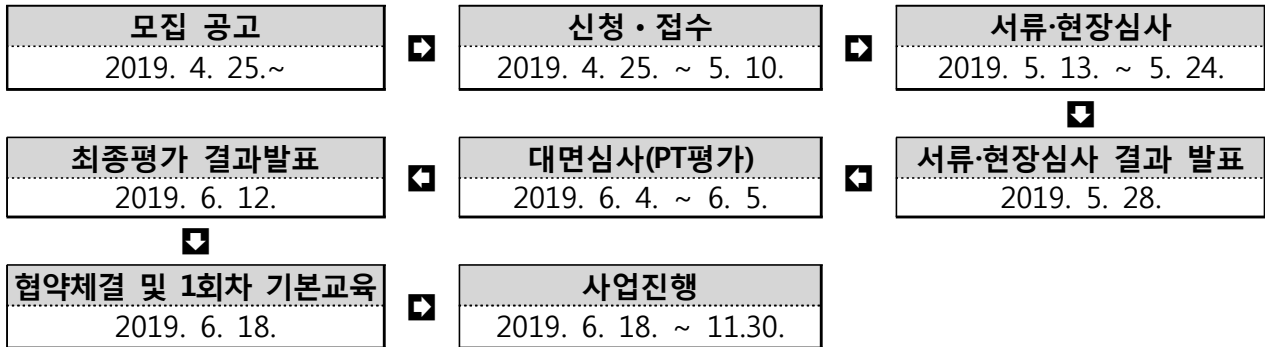 모집 공고
2019. 4. 25.~
신청・접수
2019. 4. 25. ~ 5. 10.
서류·현장심사
2019. 5. 13. ~ 5. 24.
서류·현장심사 결과 발표
2019. 5. 28.
대면심사(PT평가)
2019. 6. 4. ~ 6. 5.
최종평가 결과발표
2019. 6. 12.
협약체결 및 1회차 기본교육
2019. 6. 18.
사업진행
2019. 6. 18. ~ 11.30.